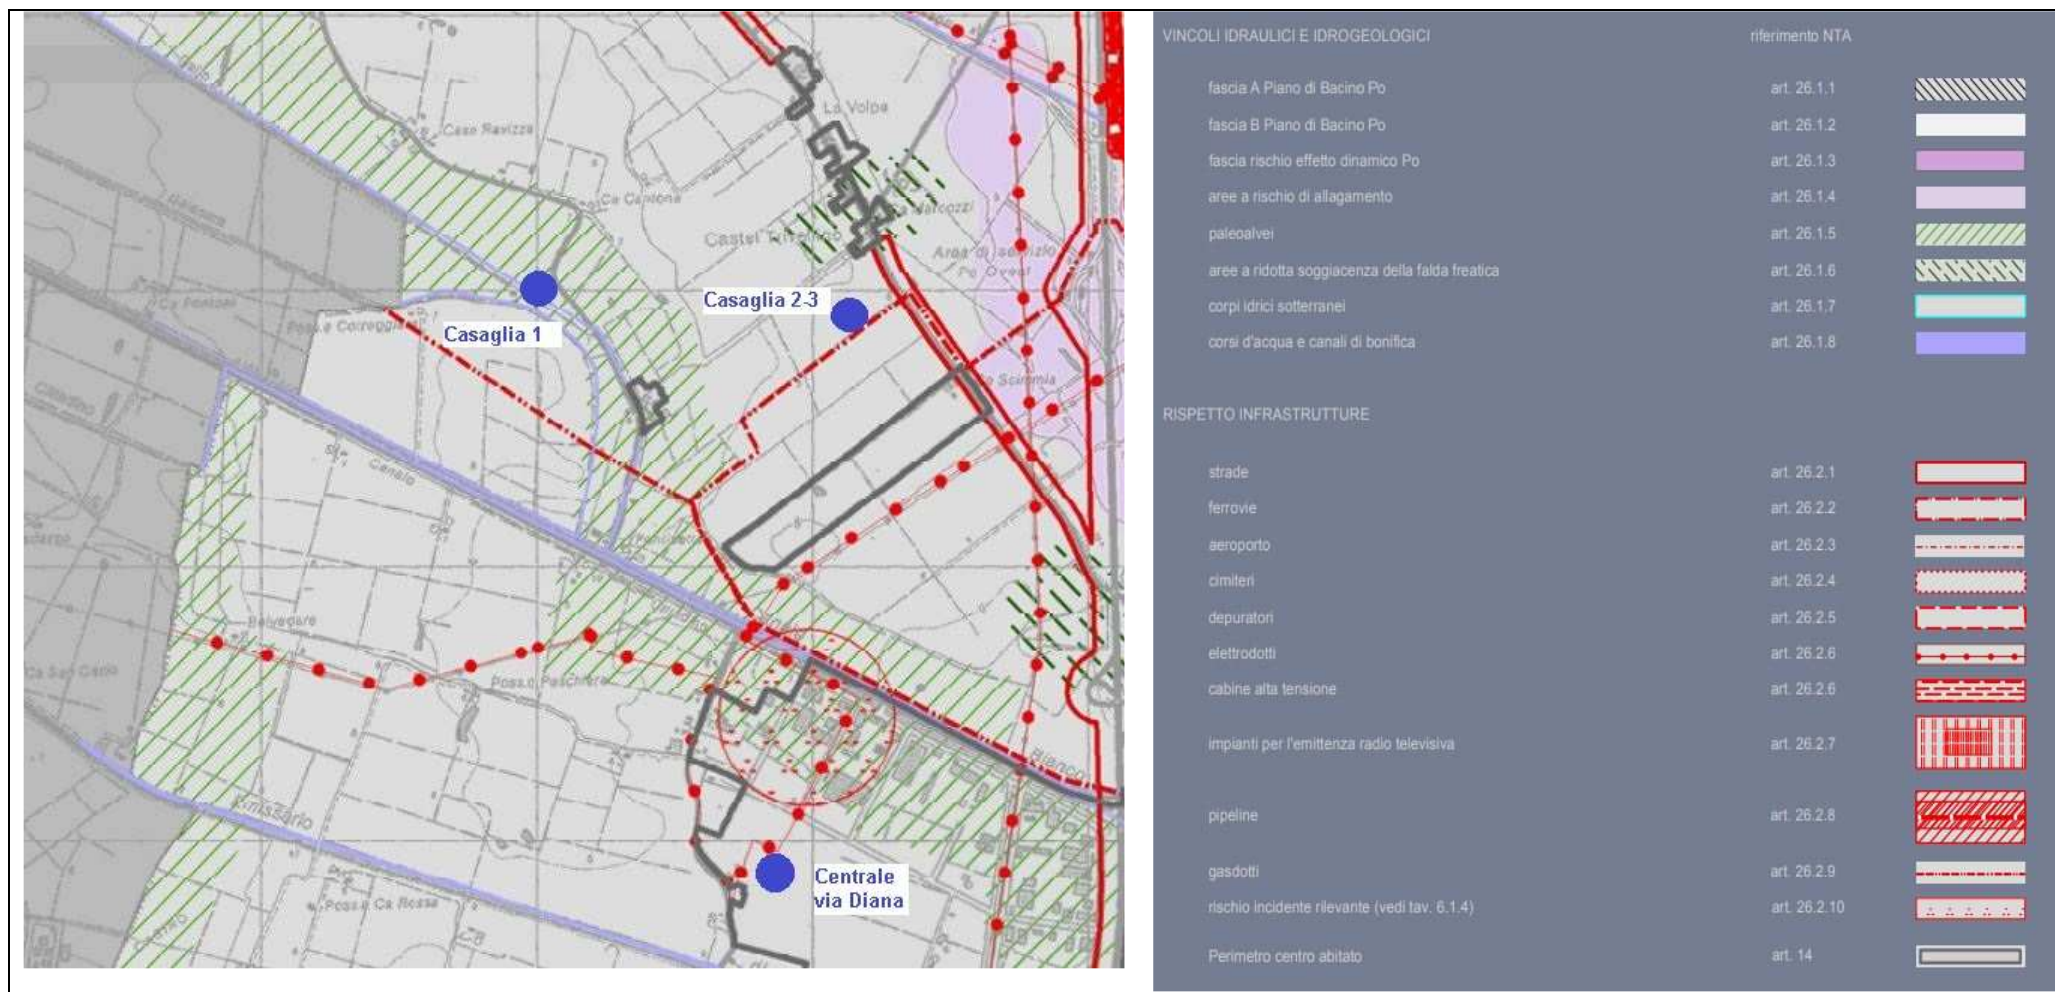 Caso Ravizza
La Volpa
Ca Cantona
Ca Marcozzi
Castel Trivellino
Area di servizio
Po Ovest
Casaglia 2-3
Casaglia 1
Poss.e Correggia
Ca Pontoni
Canale
Belvedere
Ca San Carlo
Poss.e Peschiera
Bianco
Emissario
Poss.e Ca Rossa
Centrale
via Diana
VINCOLI IDRAULICI E IDROGEOLOGICI riferimento NTA
fascia A Piano di Bacino Po art. 26.1.1
fascia B Piano di Bacino Po art. 26.1.2
fascia rischio effetto dinamico Po art. 26.1.3
aree a rischio di allagamento art. 26.1.4
paleoalvei art. 26.1.5
aree a ridotta soggiacenza della falda freatica art. 26.1.6
corpi idrici sotterranei art. 26.1.7
corsi d'acqua e canali di bonifica art. 26.1.8
RISPETTO INFRASTRUTTURE
strade art. 26.2.1
ferrovie art. 26.2.2
aeroporto art. 26.2.3
cimiteri art. 26.2.4
depuratori art. 26.2.5
elettrodotti art. 26.2.6
cabine alta tensione art. 26.2.6
impianti per l'emittenza radio televisiva art. 26.2.7
pipeline art. 26.2.8
gasdotti art. 26.2.9
rischio incidente rilevante (vedi tav. 6.1.4) art. 26.2.10
Perimetro centro abitato art. 14